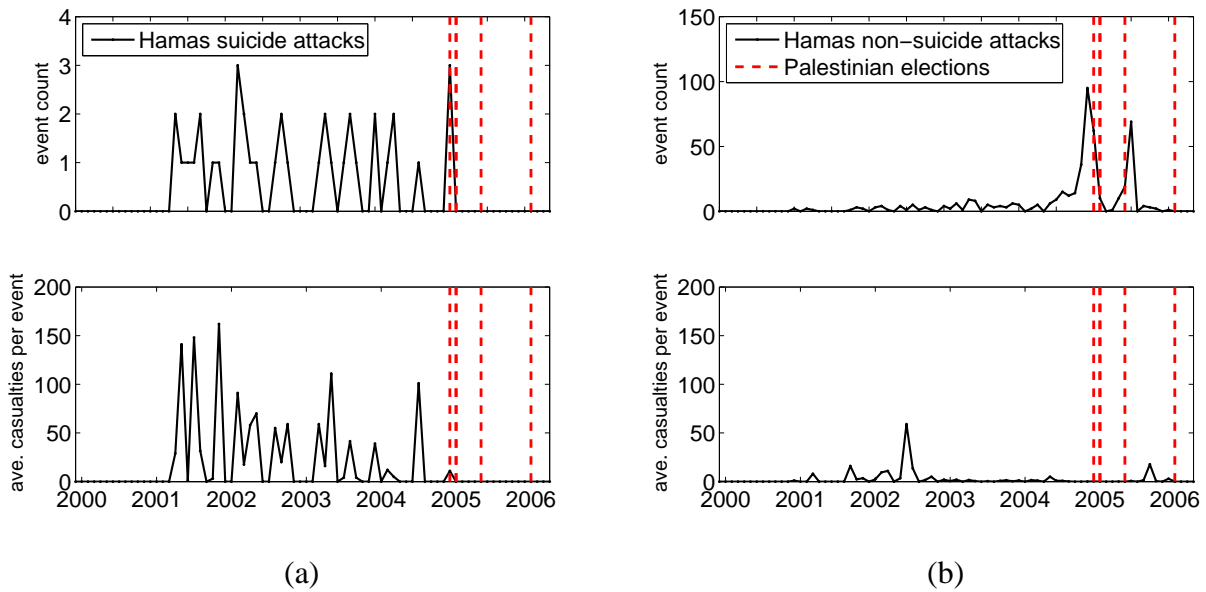 4
3
2
1
0
event count
Hamas suicide attacks
150
100
50
0
event count
Hamas non−suicide attacks
Palestinian elections
200
150
100
50
0
ave. casualties per event
2000 2001 2002 2003 2004 2005 2006
200
150
100
50
0
ave. casualties per event
2000 2001 2002 2003 2004 2005 2006
(a)
(b)